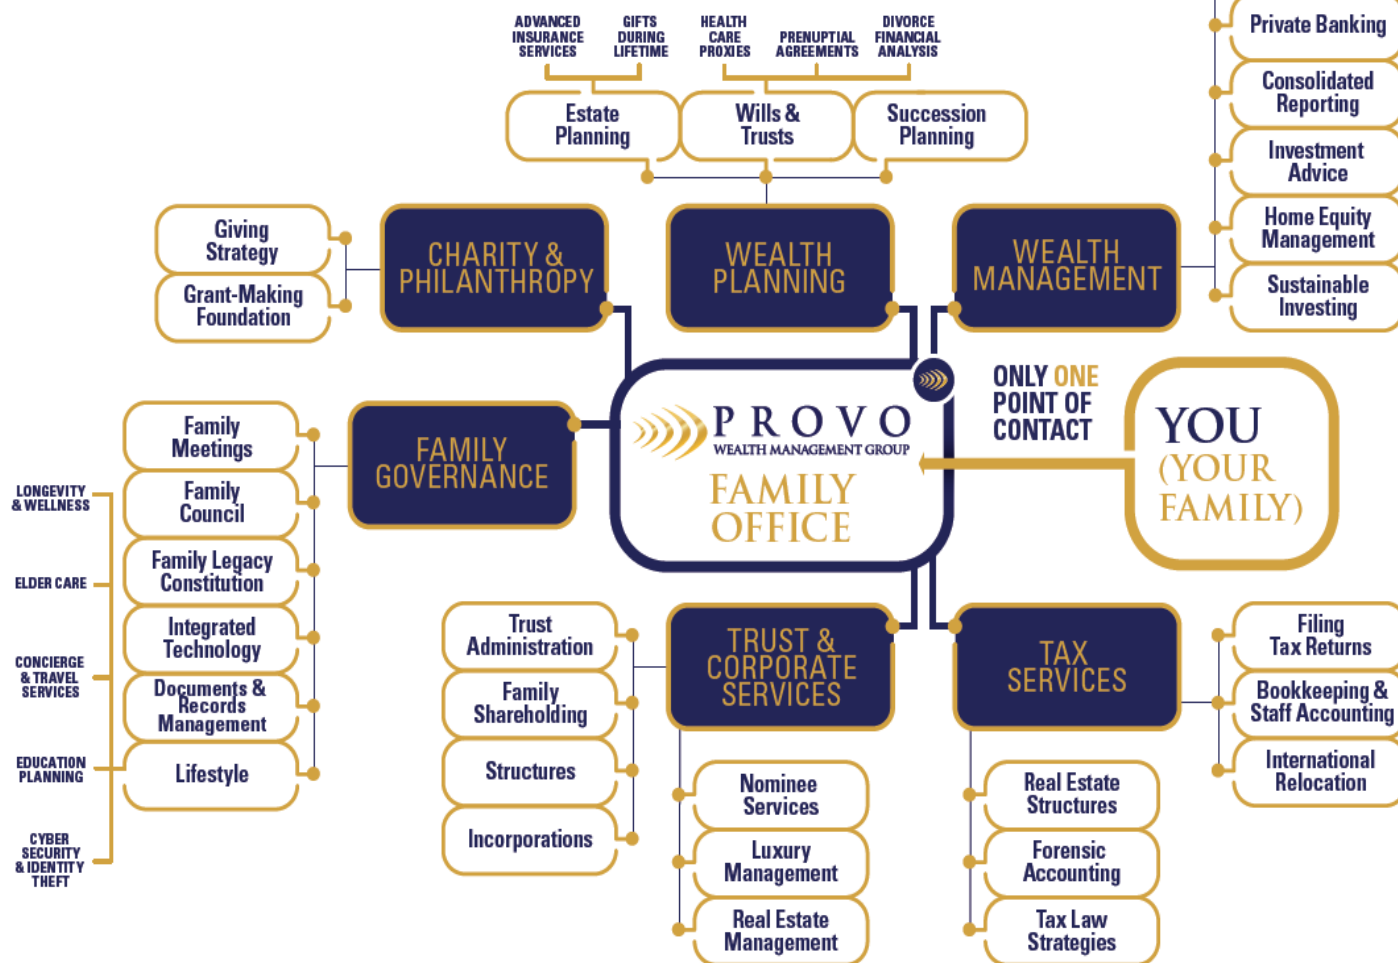 ADVANCED
INSURANCE
SERVICES
GIFTS
DURING
LIFETIME
HEALTH
CARE
PROXIES
PRENUPTIAL
AGREEMENTS
DIVORCE
FINANCIAL
ANALYSIS
Estate
Planning
Wills &
Trusts
Succession
Planning
Private Banking
Consolidated
Reporting
Investment
Advice
Home Equity
Management
Sustainable
Investing
Giving
Strategy
Grant-Making
Foundation
CHARITY &
PHILANTHROPY
WEALTH
PLANNING
WEALTH
MANAGEMENT
ONLY ONE
POINT OF
CONTACT
YOU
(YOUR
FAMILY)
PROVO
WEALTH MANAGEMENT GROUP
FAMILY
OFFICE
FAMILY
GOVERNANCE
Family
Meetings
Family
Council
Family Legacy
Constitution
Integrated
Technology
Documents &
Records
Management
Lifestyle
LONGEVITY
& WELLNESS
ELDER CARE
CONCIERGE
& TRAVEL
SERVICES
EDUCATION
PLANNING
CYBER
SECURITY
& IDENTITY
THEFT
Trust
Administration
Family
Shareholding
Structures
Incorporations
TRUST &
CORPORATE
SERVICES
Nominee
Services
Luxury
Management
Real Estate
Management
TAX
SERVICES
Real Estate
Structures
Forensic
Accounting
Tax Law
Strategies
Filing
Tax Returns
Bookkeeping &
Staff Accounting
International
Relocation